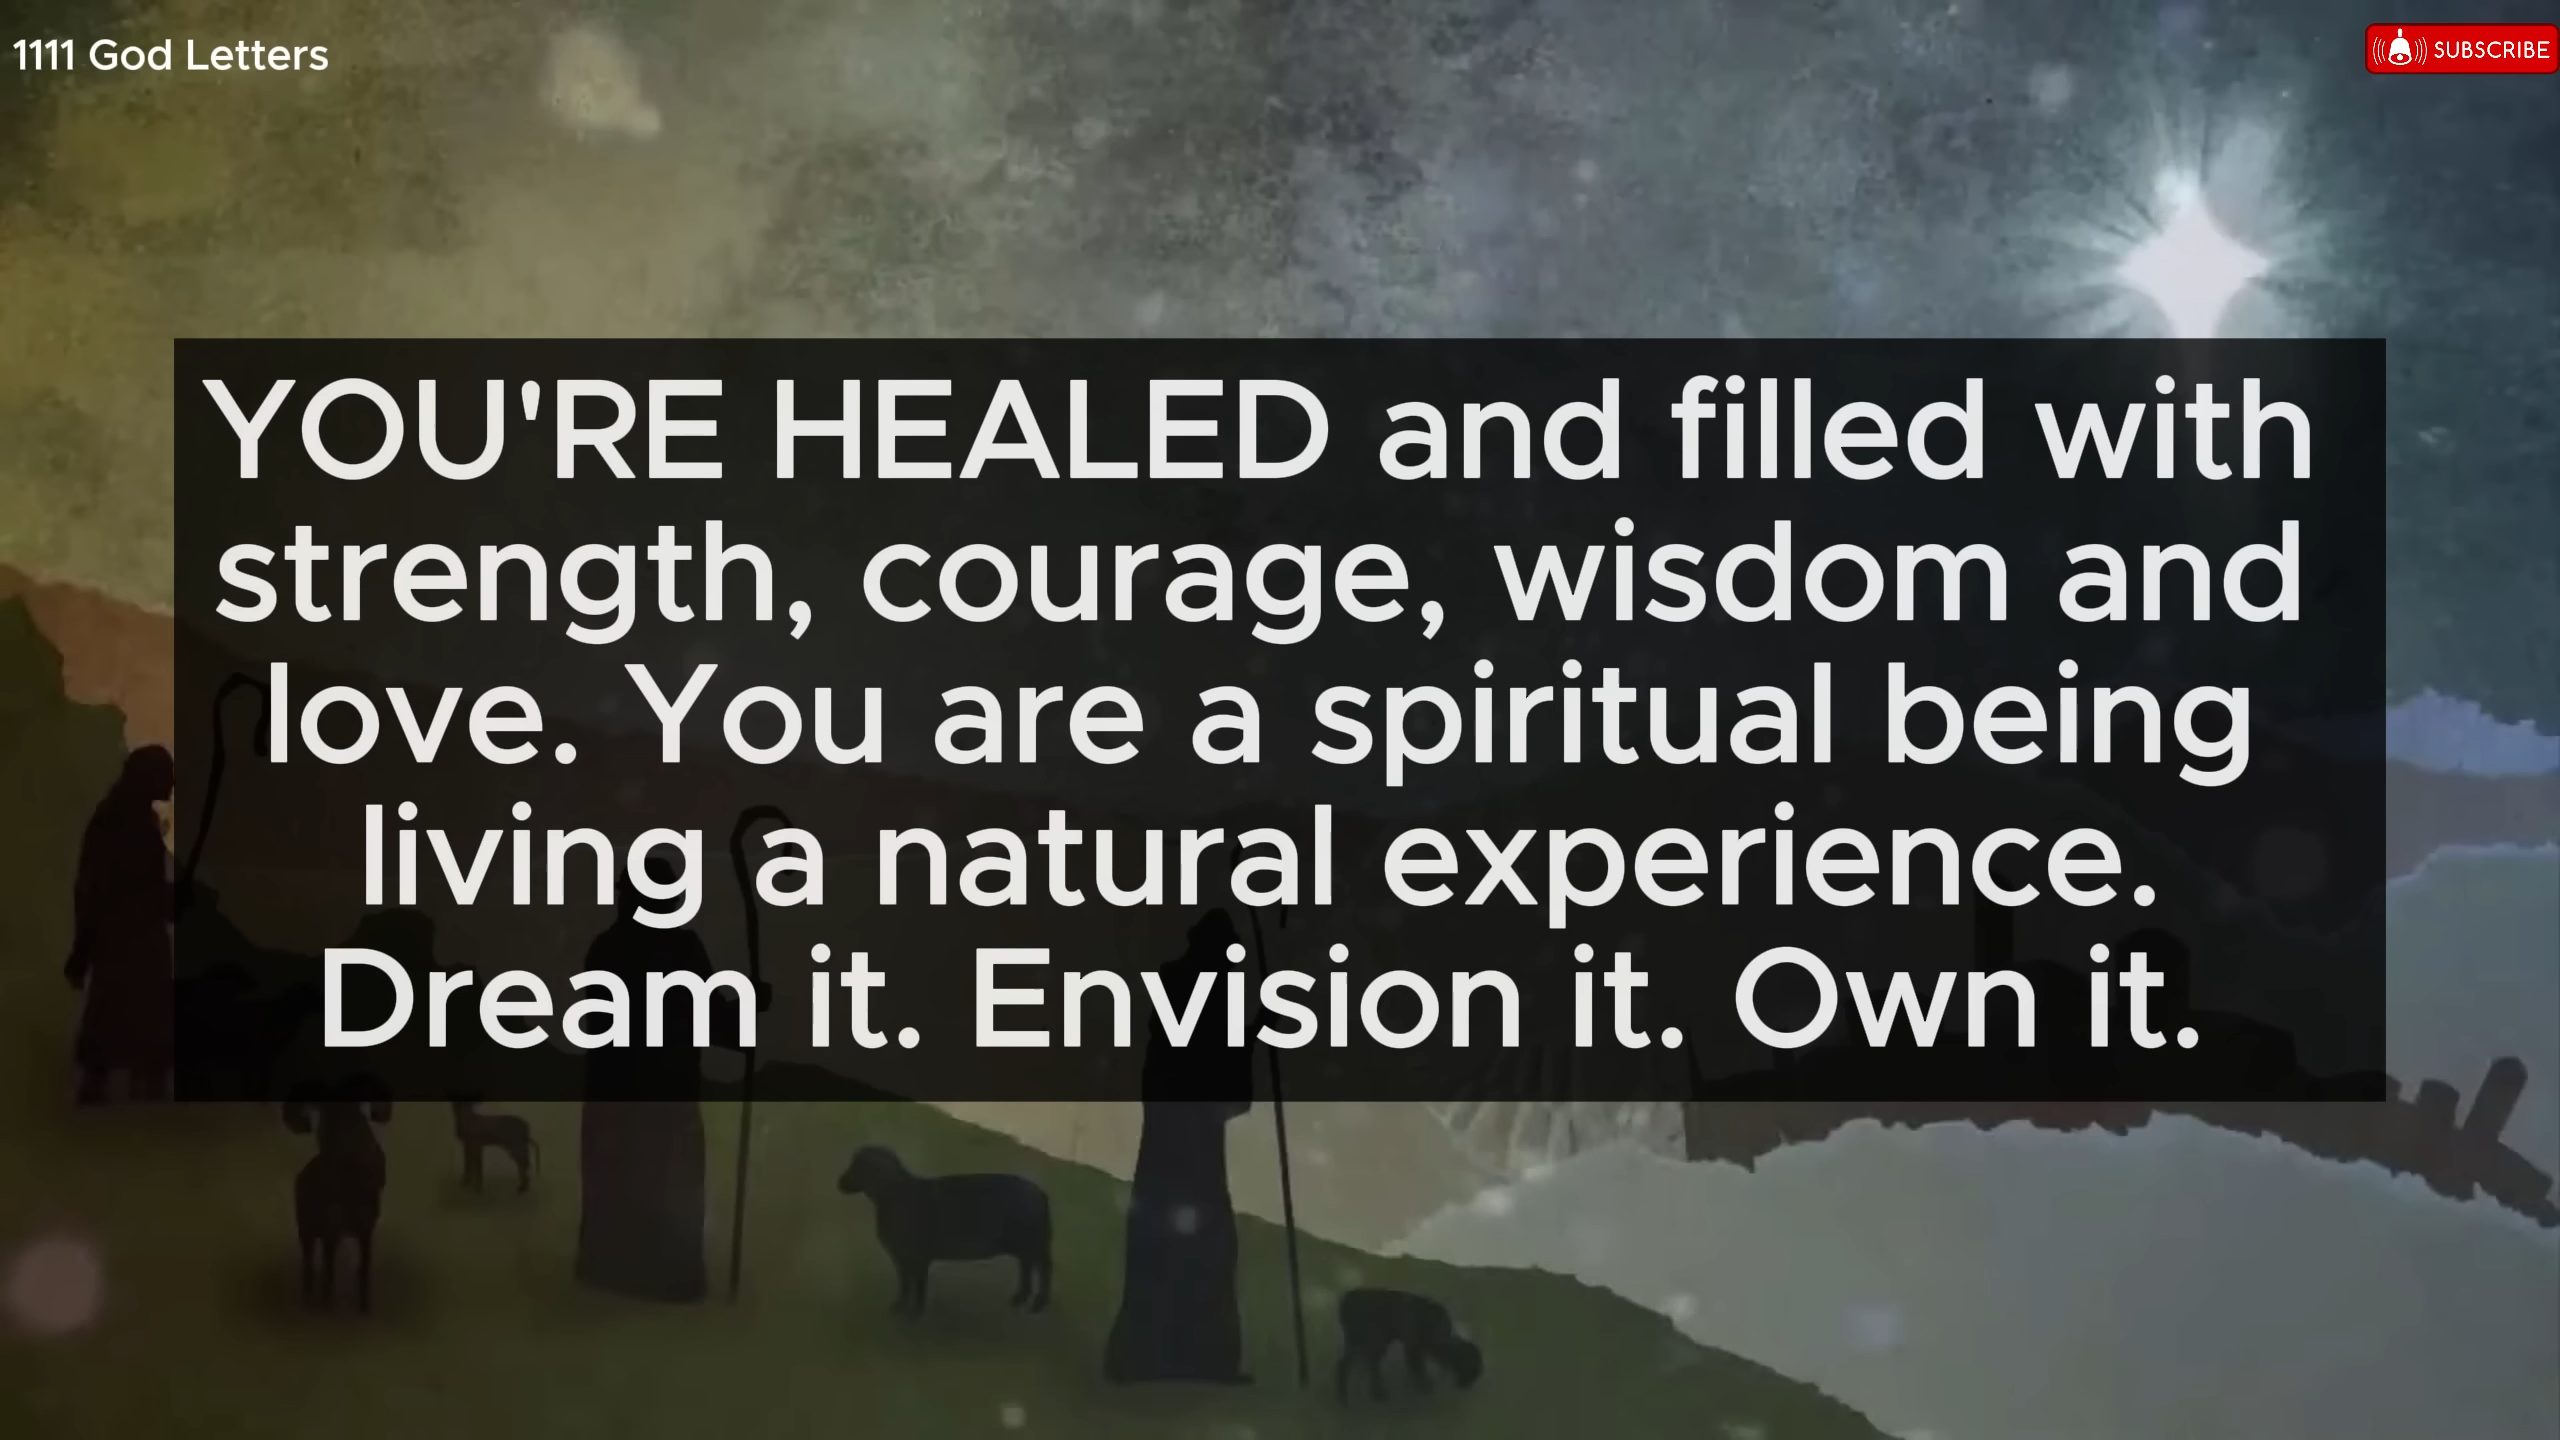 1111 God Letters
SUBSCRIBE
YOU'RE HEALED and filled with
strength, courage, wisdom and
love. You are a spiritual being
living a natural experience.
Dream it. Envision it. Own it.